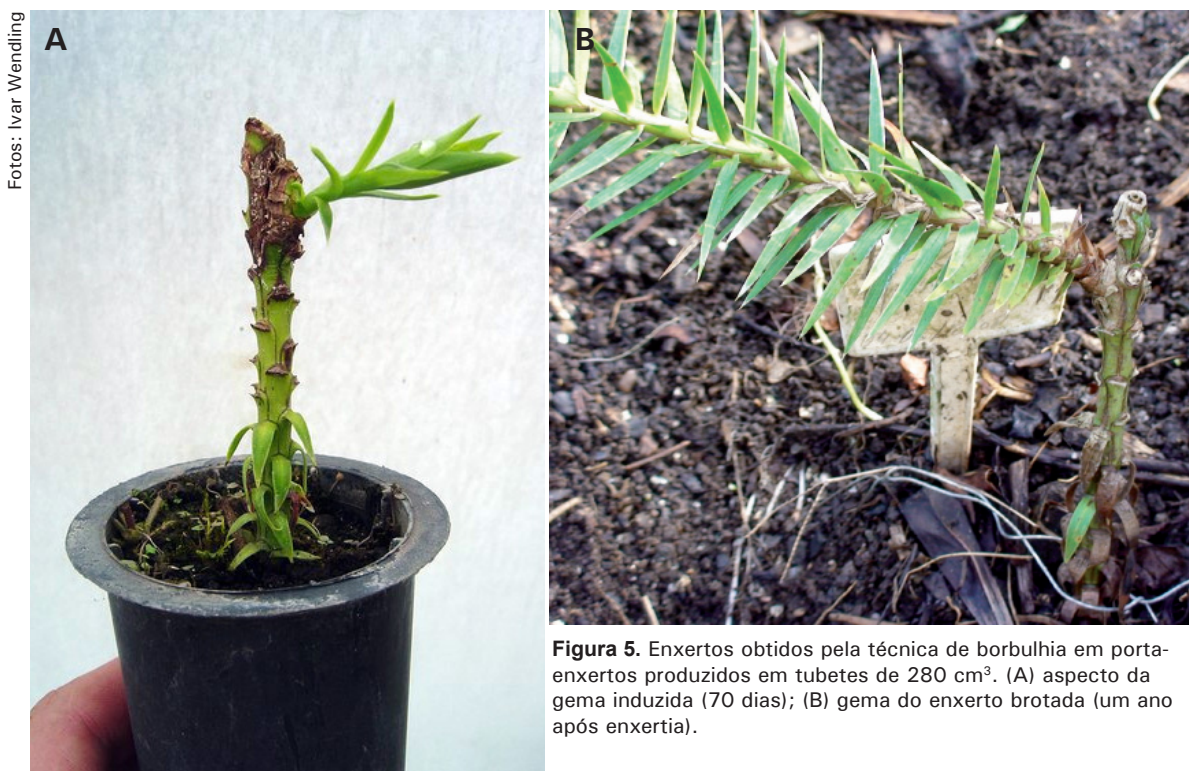 Fotos: Ivar Wendling
A
B
Figura 5. Enxertos obtidos pela técnica de borbulhia em porta-
enxertos produzidos em tubetes de 280 cm³. (A) aspecto da
gema induzida (70 dias); (B) gema do enxerto brotada (um ano
após enxertia).